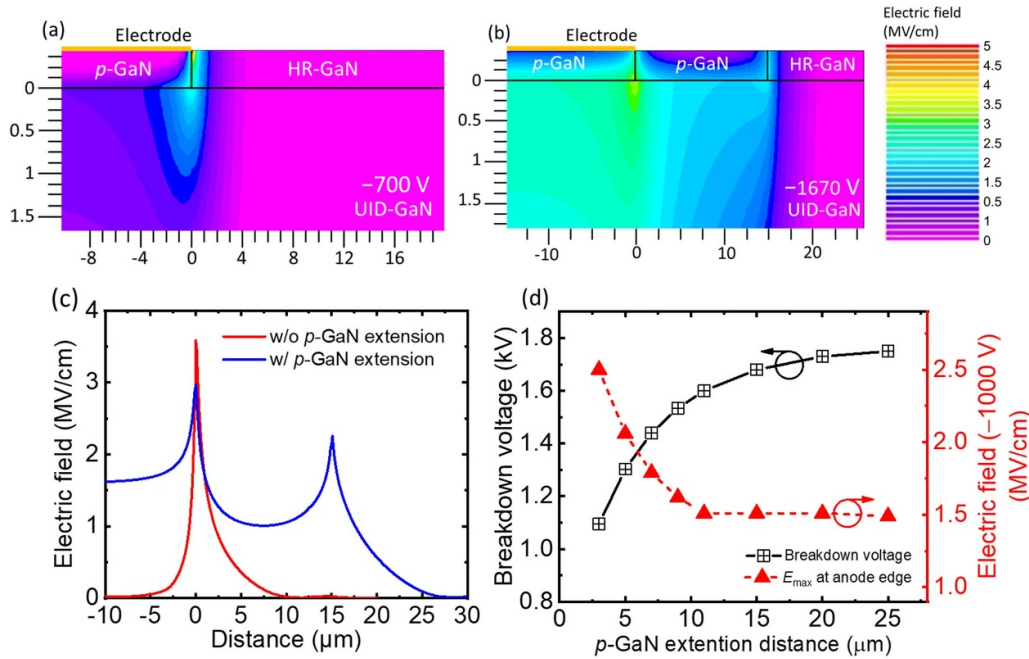 (a)
Electrode
p-GaN
HR-GaN
0
0.5
1
1.5
−700 V
UID-GaN
-8 -4 0 4 8 12 16
(b)
Electrode
p-GaN
p-GaN
HR-GaN
0
0.5
1
1.5
−1670 V
UID-GaN
-10 0 10 20
Electric field
(MV/cm)
5
4.5
4
3.5
3
2.5
2
1.5
1
0.5
0
(c)
Electric field (MV/cm)
4
3
2
1
0
w/o p-GaN extension
w/ p-GaN extension
-10 -5 0 5 10 15 20 25 30
Distance (μm)
(d)
Breakdown voltage (kV)
1.8
1.6
1.4
1.2
1.0
0.8
Breakdown voltage
Emax at anode edge
0 5 10 15 20 25
p-GaN extention distance (μm)
2.5
2.0
1.5
1.0
Electric field (−1000 V)
(MV/cm)